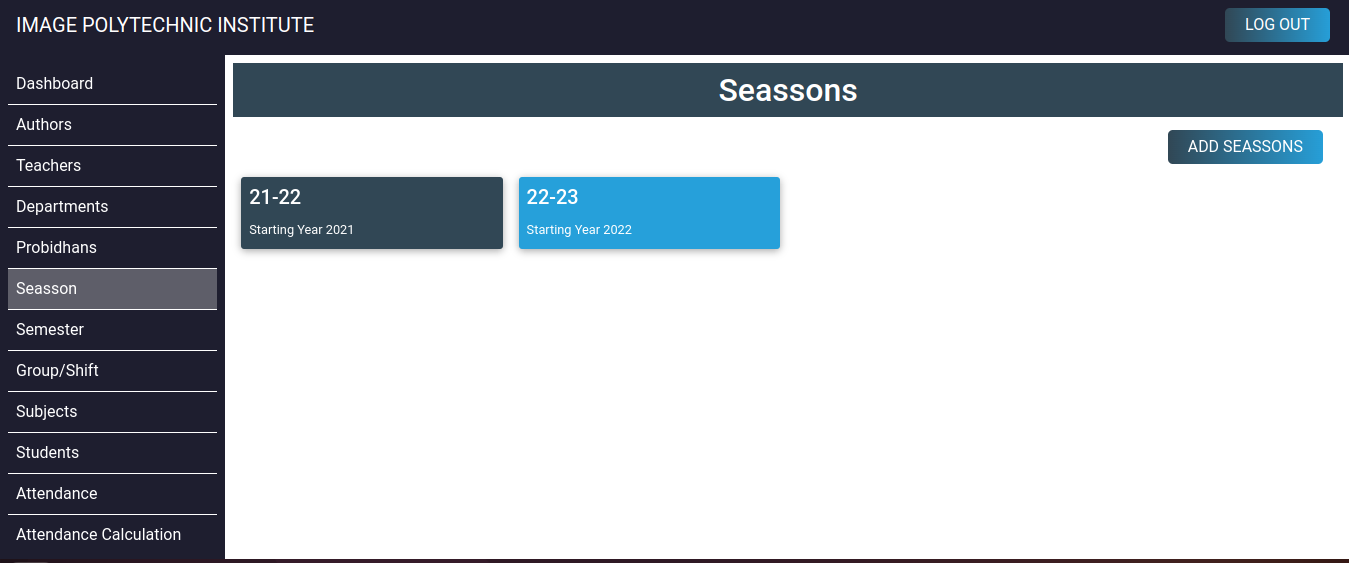 IMAGE POLYTECHNIC INSTITUTE
LOG OUT
Dashboard
Authors
Teachers
Departments
Probidhans
Seasson
Semester
Group/Shift
Subjects
Students
Attendance
Attendance Calculation
Seassons
ADD SEASSONS
21-22
Starting Year 2021
22-23
Starting Year 2022